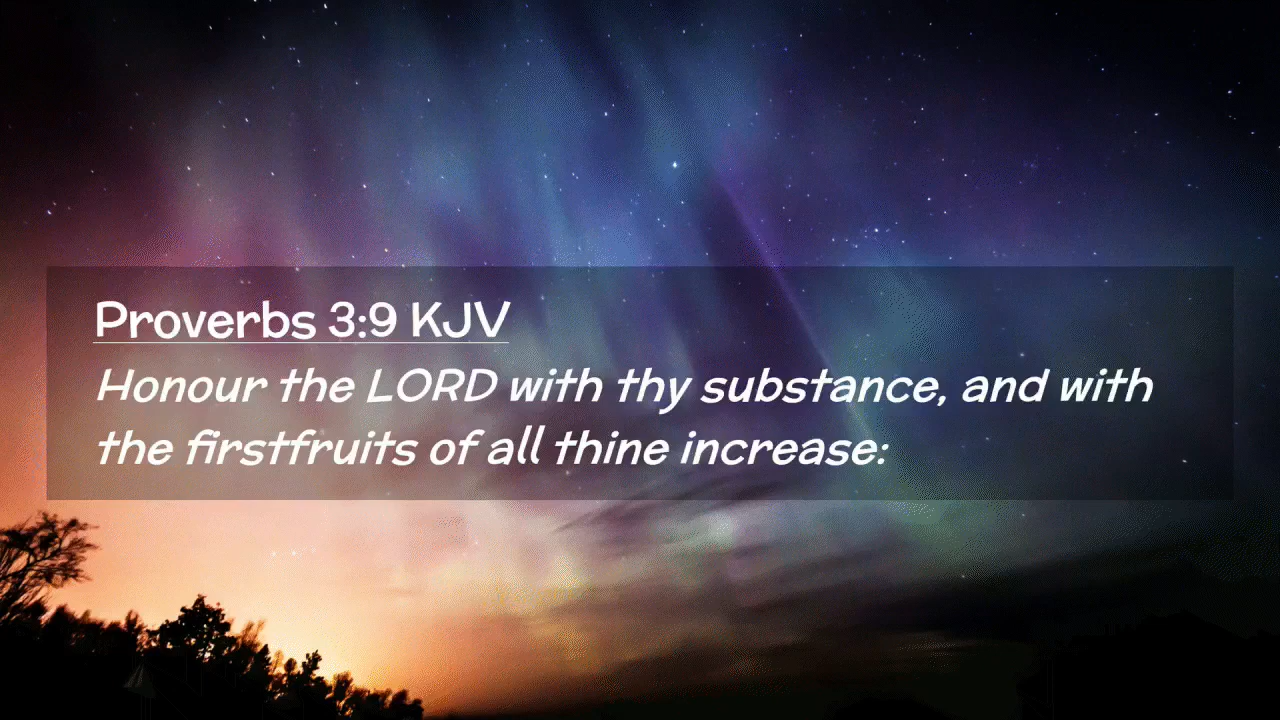 Proverbs 3:9 KJV
Honour the LORD with thy substance, and with
the firstfruits of all thine increase: